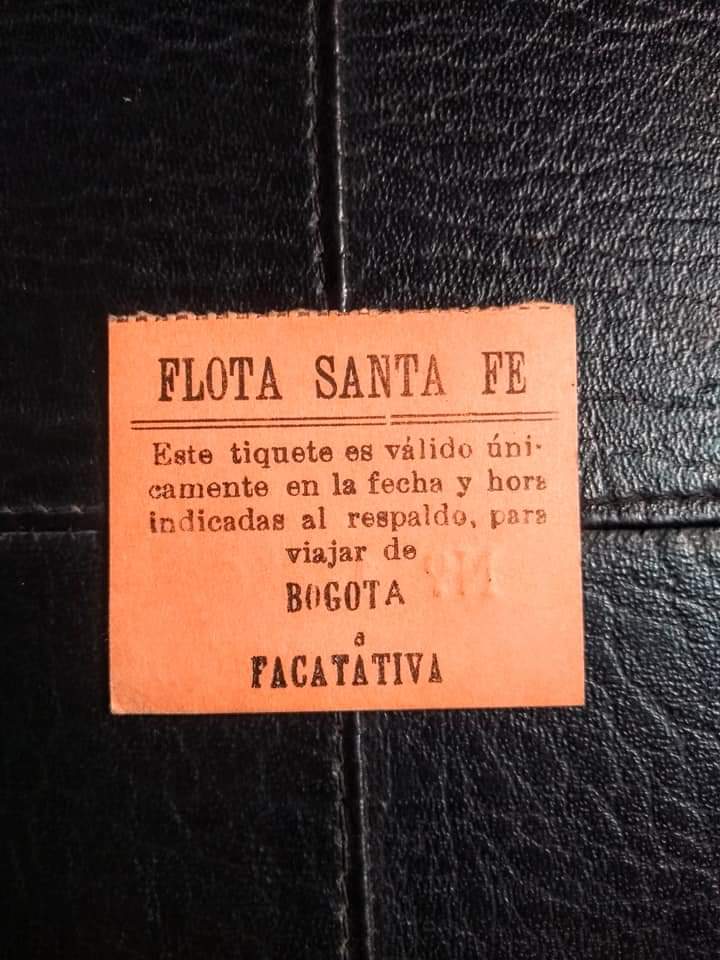 FLOTA SANTA FE
Este tiquete es válido úni-
camente en la fecha y hora
indicadas al respaldo, para
viajar de
BOGOTA
a
FACATATIVA